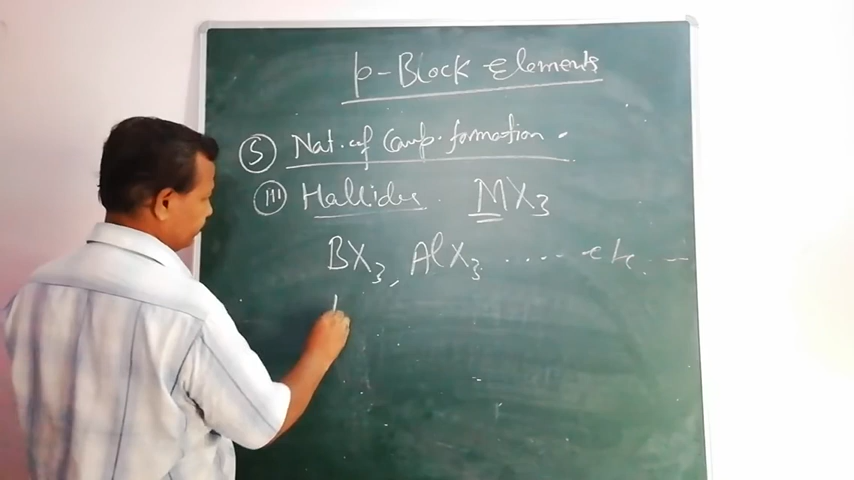 p-Block Elements
(5) Nat. of Comp. formation.
(III) Hallides. MX₃
BX₃, AlX₃ ..... etc. –